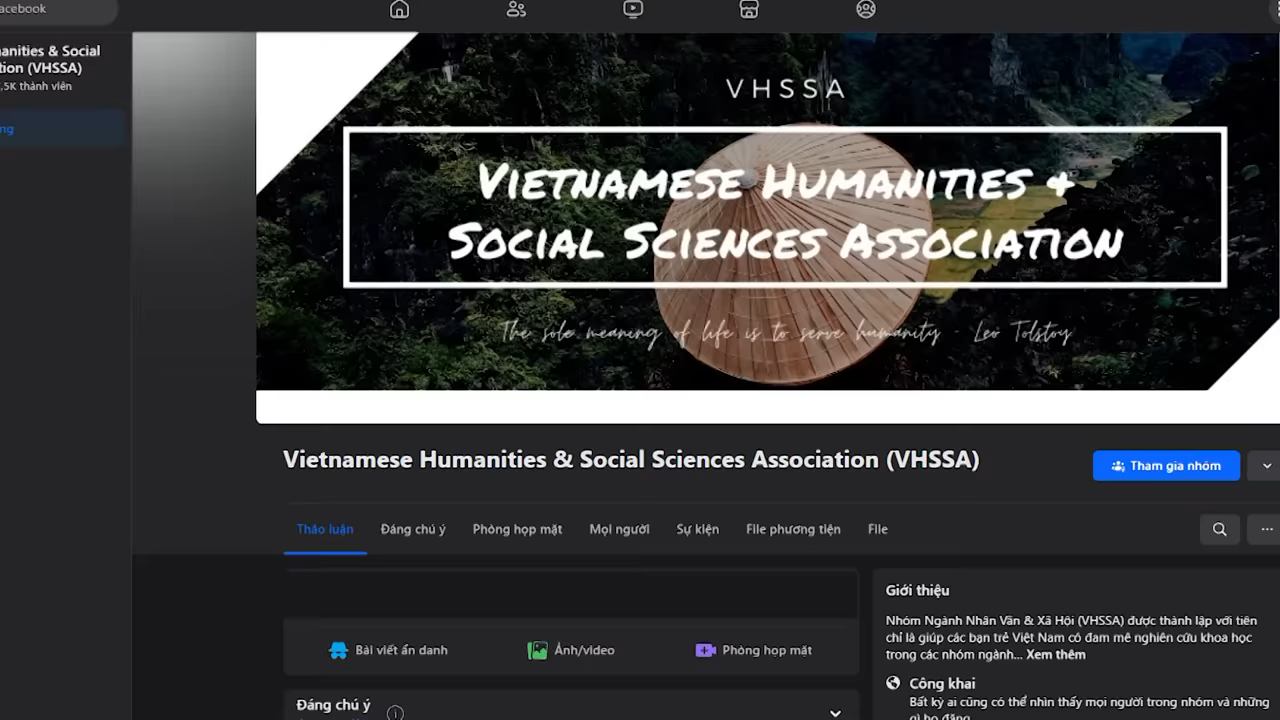 acebook
anities & Social
tion (VHSSA)
,5K thành viên
ng
VHSSA
VIETNAMESE HUMANITIES &
SOCIAL SCIENCES ASSOCIATION
The sole meaning of life is to serve humanity - Leo Tolstoy
Vietnamese Humanities & Social Sciences Association (VHSSA)
Tham gia nhóm
Thảo luận Đáng chú ý Phòng họp mặt Mọi người Sự kiện File phương tiện File
Bài viết ẩn danh Ảnh/video Phòng họp mặt
Đáng chú ý
Giới thiệu
Nhóm Ngành Nhân Văn & Xã Hội (VHSSA) được thành lập với tiên
chỉ là giúp các bạn trẻ Việt Nam có đam mê nghiên cứu khoa học
trong các nhóm ngành... Xem thêm
Công khai
Bất kỳ ai cũng có thể nhìn thấy mọi người trong nhóm và những
gì họ đăng.